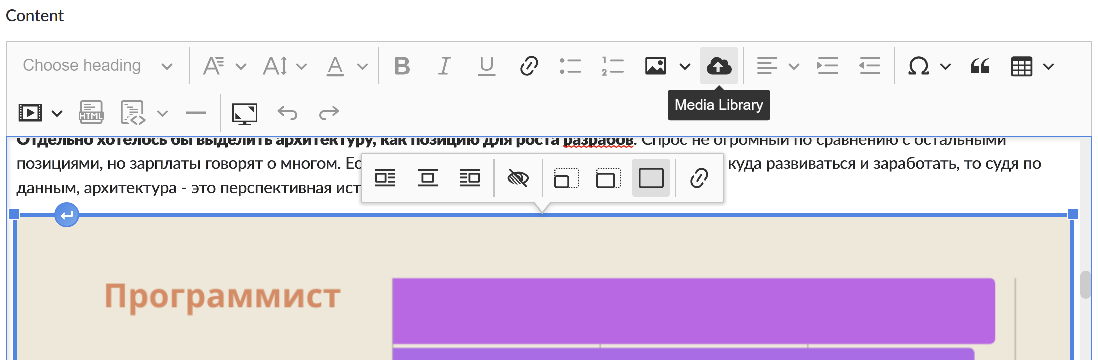 Content
Choose heading
A A A B I U
Media Library
HTML
Отдельно хотелось бы выделить архитектуру, как позицию для роста разрабов. Спрос не огромный по сравнению с остальными
позициями, но зарплаты говорят о многом. Ес куда развиваться и заработать, то судя по
данным, архитектура - это перспективная ист
Программист